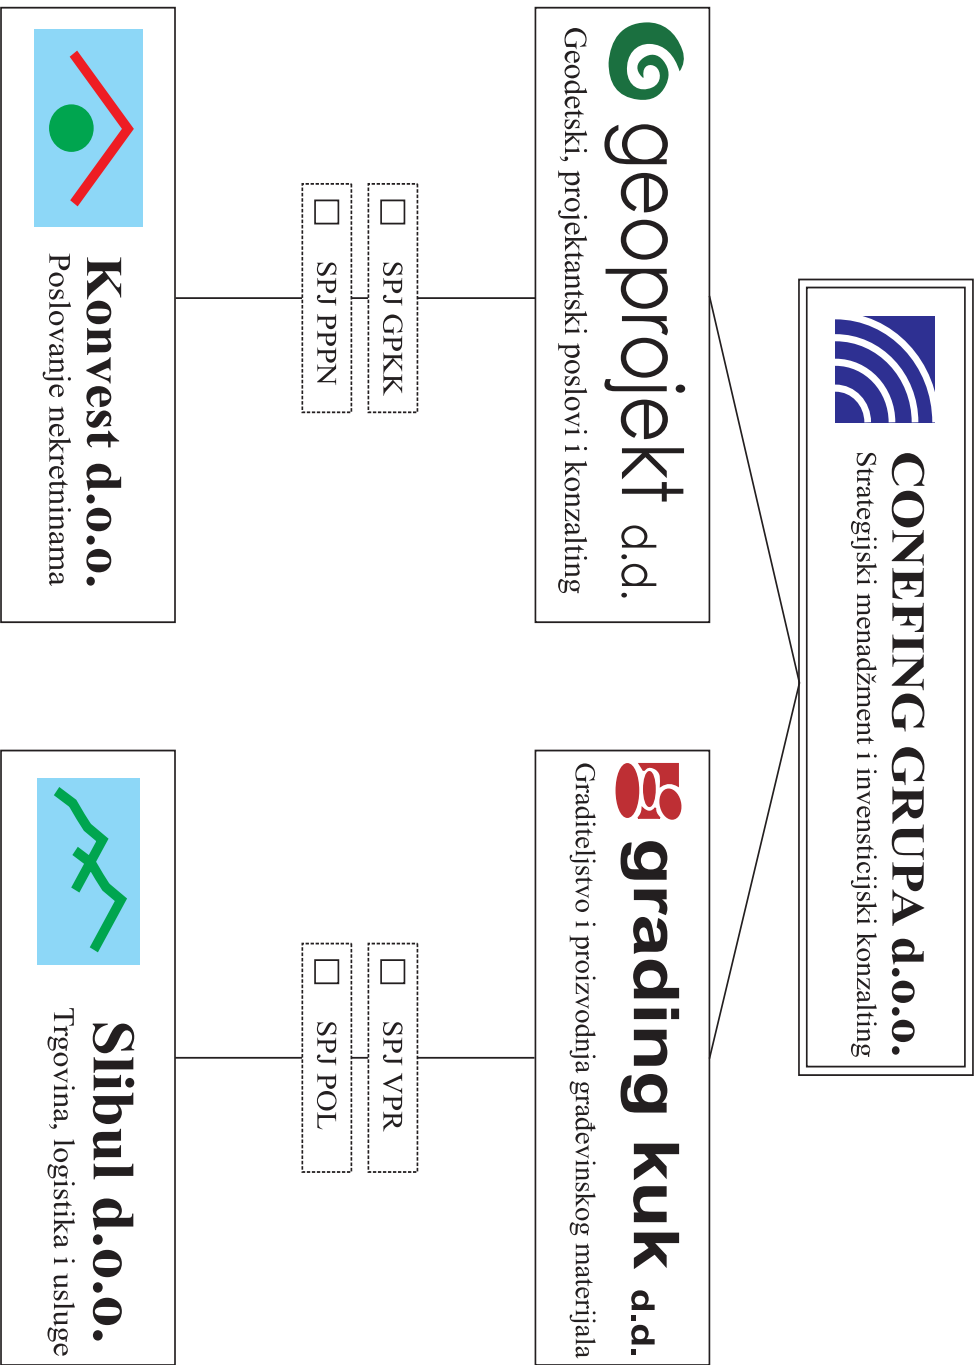 CONEFING GRUPA d.o.o.
Strategijski menadžment i invensticijski konzalting
geoprojekt d.d.
Geodetski, projektantski poslovi i konzalting
grading kuk d.d.
Graditeljstvo i proizvodnja građevinskog materijala
SPJ GPKK
SPJ PPPN
SPJ VPR
SPJ POL
Konvest d.o.o.
Poslovanje nekretninama
Slibul d.o.o.
Trgovina, logistika i usluge